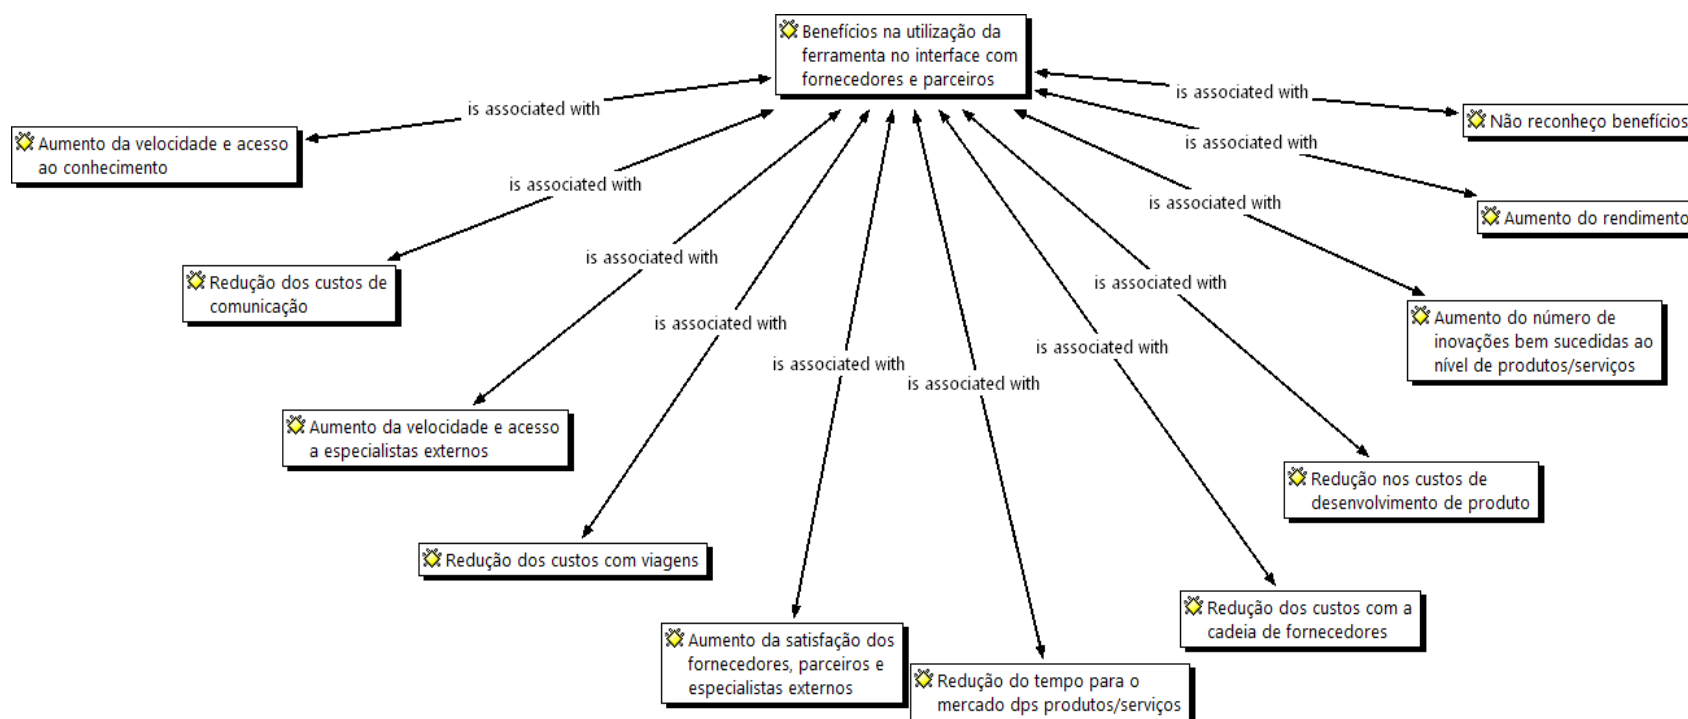 Benefícios na utilização da
ferramenta no interface com
fornecedores e parceiros
is associated with
Não reconheço benefícios
is associated with
Aumento da velocidade e acesso
ao conhecimento
is associated with
Aumento do rendimento
is associated with
Redução dos custos de
comunicação
is associated with
Aumento do número de
inovações bem sucedidas ao
nível de produtos/serviços
is associated with
Aumento da velocidade e acesso
a especialistas externos
is associated with
Redução nos custos de
desenvolvimento de produto
is associated with
Redução dos custos com viagens
is associated with
Redução dos custos com a
cadeia de fornecedores
is associated with
Aumento da satisfação dos
fornecedores, parceiros e
especialistas externos
is associated with
Redução do tempo para o
mercado dps produtos/serviços